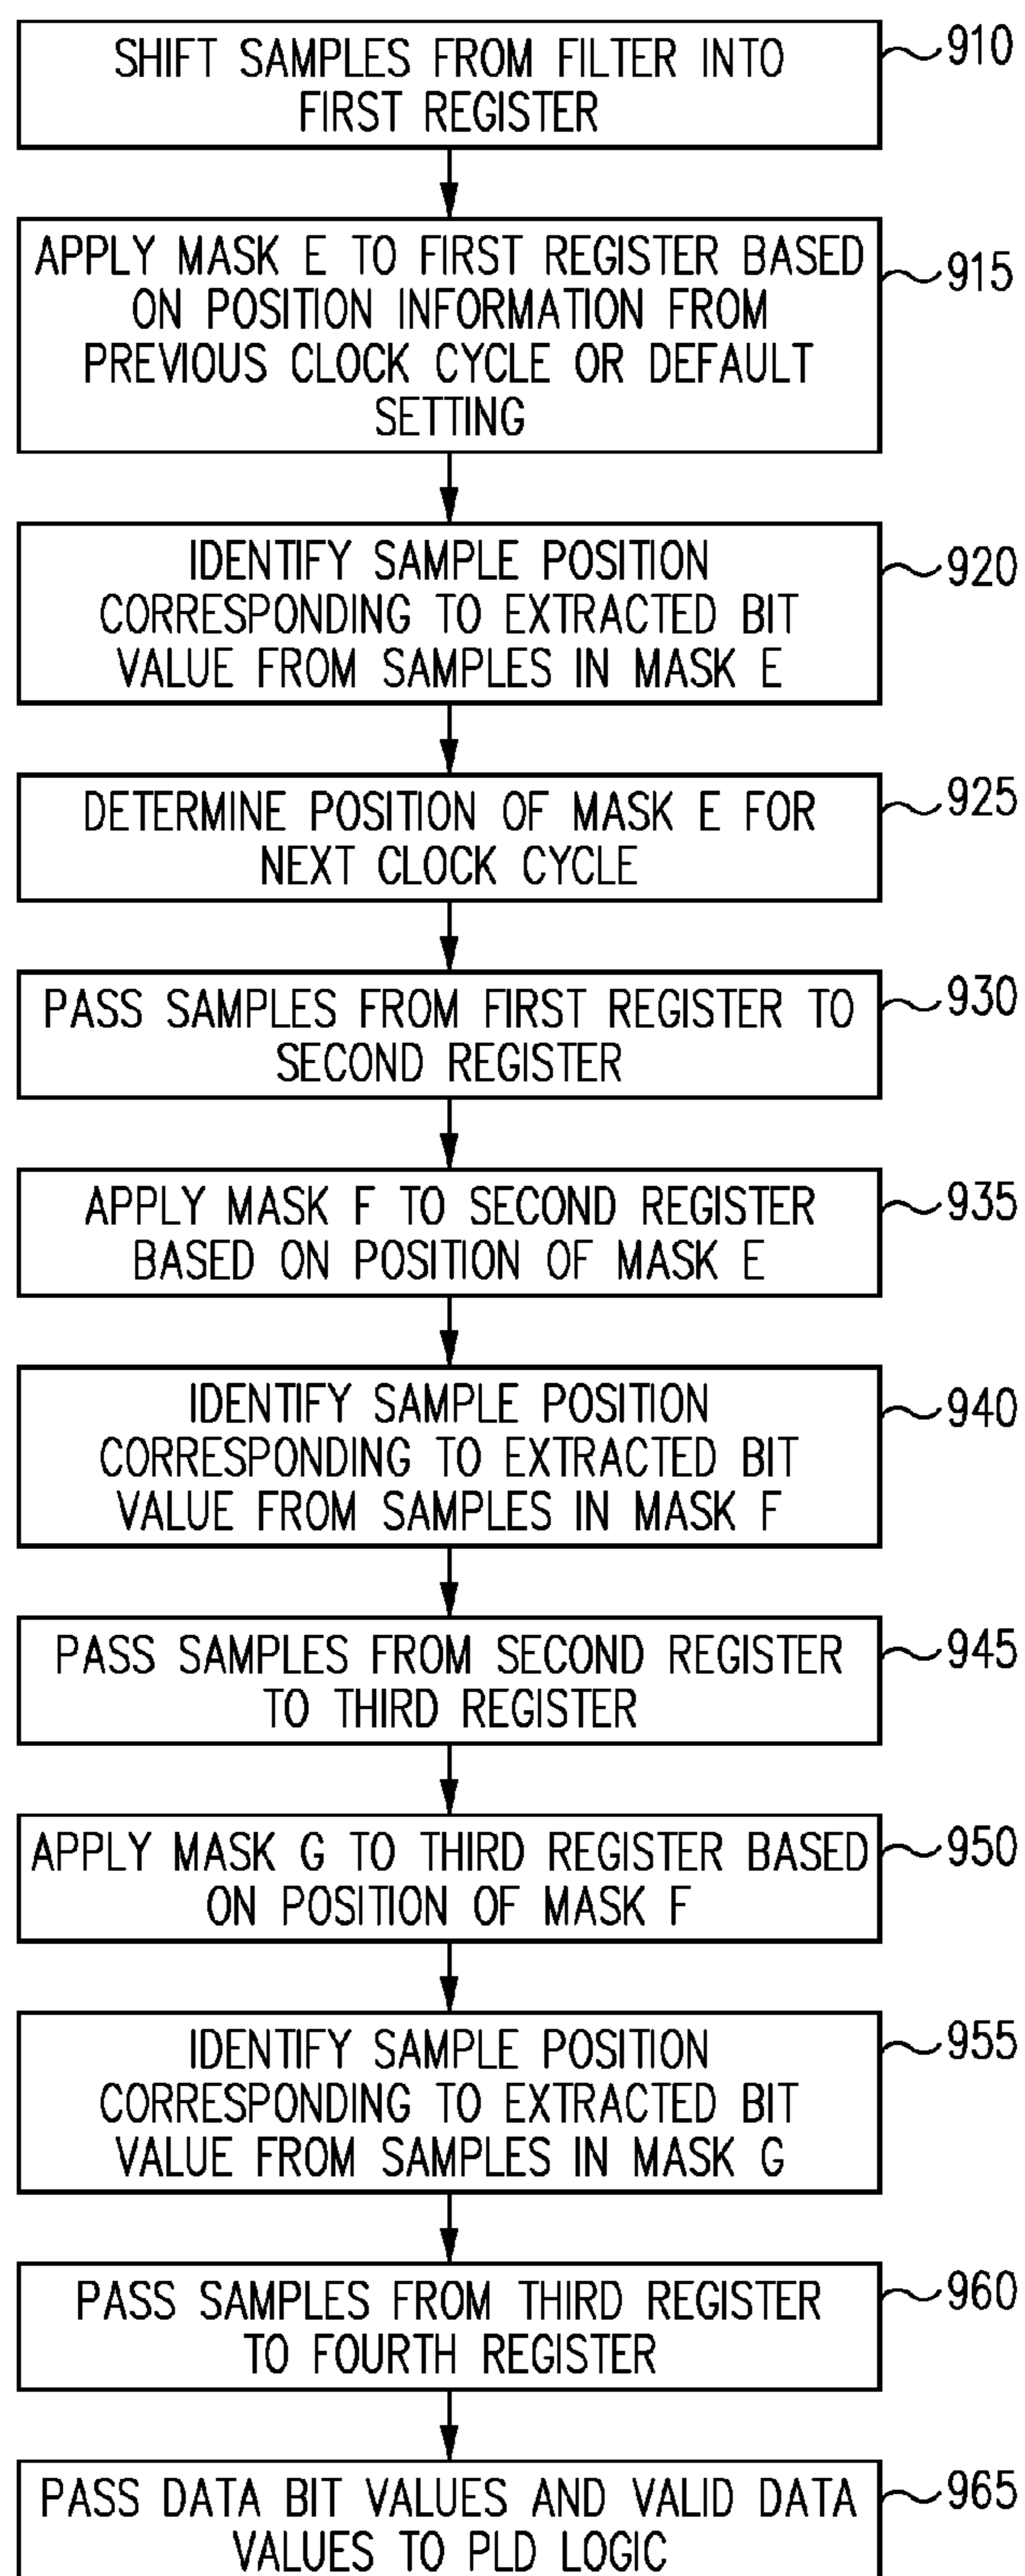 SHIFT SAMPLES FROM FILTER INTO
FIRST REGISTER
910
APPLY MASK E TO FIRST REGISTER BASED
ON POSITION INFORMATION FROM
PREVIOUS CLOCK CYCLE OR DEFAULT
SETTING
915
IDENTIFY SAMPLE POSITION
CORRESPONDING TO EXTRACTED BIT
VALUE FROM SAMPLES IN MASK E
920
DETERMINE POSITION OF MASK E FOR
NEXT CLOCK CYCLE
925
PASS SAMPLES FROM FIRST REGISTER TO
SECOND REGISTER
930
APPLY MASK F TO SECOND REGISTER
BASED ON POSITION OF MASK E
935
IDENTIFY SAMPLE POSITION
CORRESPONDING TO EXTRACTED BIT
VALUE FROM SAMPLES IN MASK F
940
PASS SAMPLES FROM SECOND REGISTER
TO THIRD REGISTER
945
APPLY MASK G TO THIRD REGISTER BASED
ON POSITION OF MASK F
950
IDENTIFY SAMPLE POSITION
CORRESPONDING TO EXTRACTED BIT
VALUE FROM SAMPLES IN MASK G
955
PASS SAMPLES FROM THIRD REGISTER
TO FOURTH REGISTER
960
PASS DATA BIT VALUES AND VALID DATA
VALUES TO PLD LOGIC
965